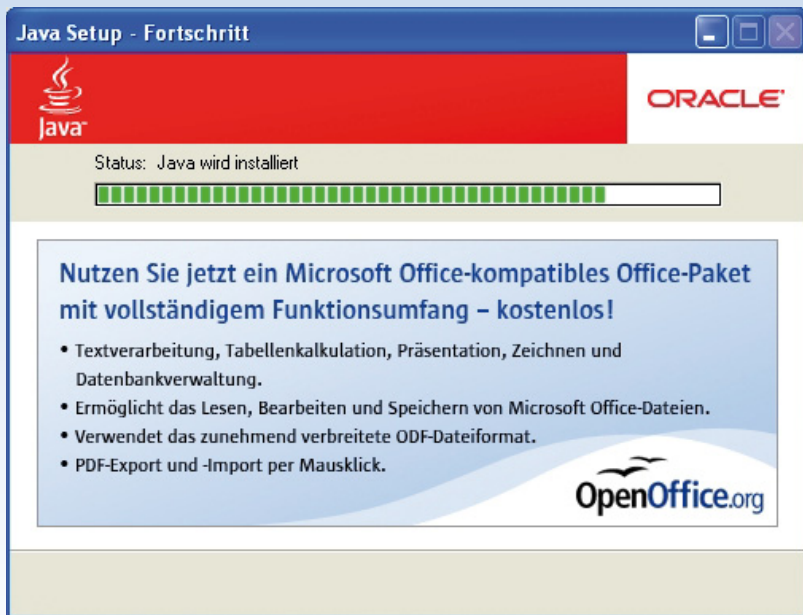 Java Setup - Fortschritt
Java
ORACLE
Status: Java wird installiert
Nutzen Sie jetzt ein Microsoft Office-kompatibles Office-Paket
mit vollständigem Funktionsumfang – kostenlos!
• Textverarbeitung, Tabellenkalkulation, Präsentation, Zeichnen und
Datenbankverwaltung.
• Ermöglicht das Lesen, Bearbeiten und Speichern von Microsoft Office-Dateien.
• Verwendet das zunehmend verbreitete ODF-Dateiformat.
• PDF-Export und -Import per Mausklick.
OpenOffice.org